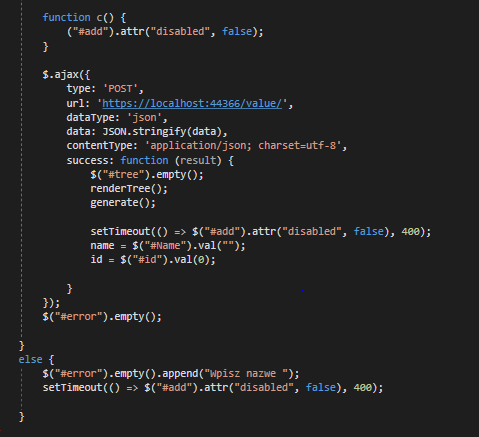 function c() {
("#add").attr("disabled", false);
}
$.ajax({
type: 'POST',
url: 'https://localhost:44366/value/',
dataType: 'json',
data: JSON.stringify(data),
contentType: 'application/json; charset=utf-8',
success: function (result) {
$("#tree").empty();
renderTree();
generate();
setTimeout(() => $("#add").attr("disabled", false), 400);
name = $("#Name").val("");
id = $("#id").val(0);
}
});
$("#error").empty();
}
else {
$("#error").empty().append("Wpisz nazwe ");
setTimeout(() => $("#add").attr("disabled", false), 400);
}